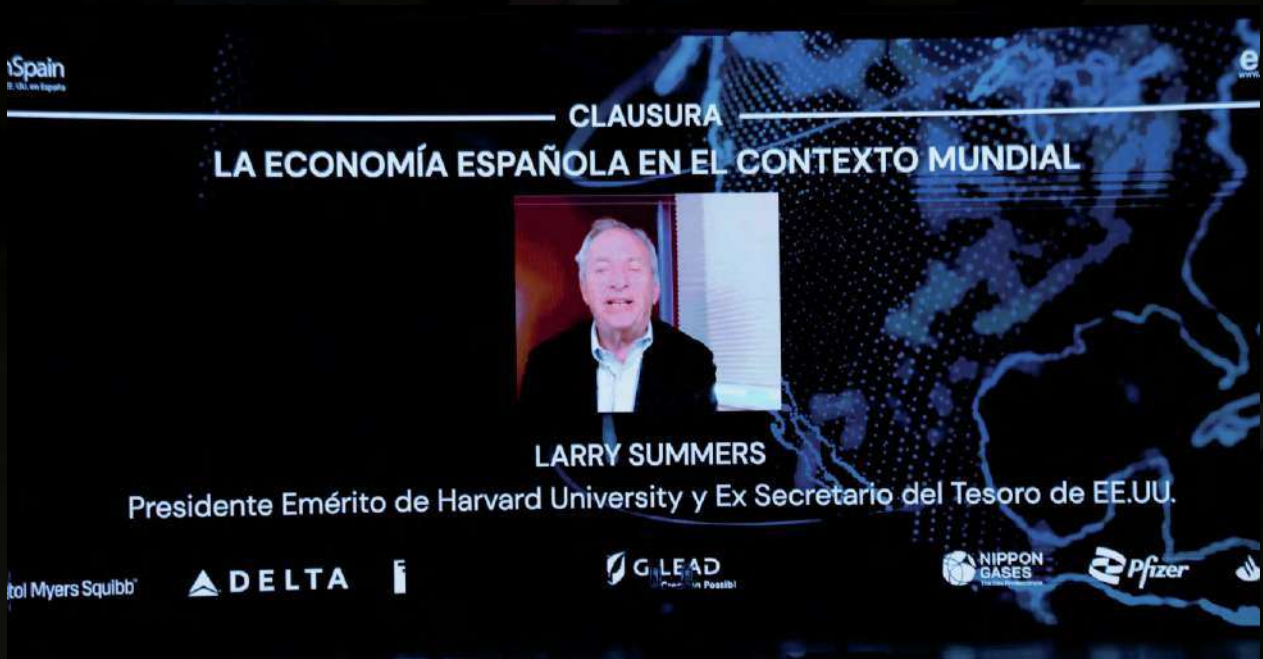 Spain
CLAUSURA
LA ECONOMÍA ESPAÑOLA EN EL CONTEXTO MUNDIAL
LARRY SUMMERS
Presidente Emérito de Harvard University y Ex Secretario del Tesoro de EE.UU.
tol Myers Squibb
DELTA
GILEAD
NIPPON
GASES
Pfizer